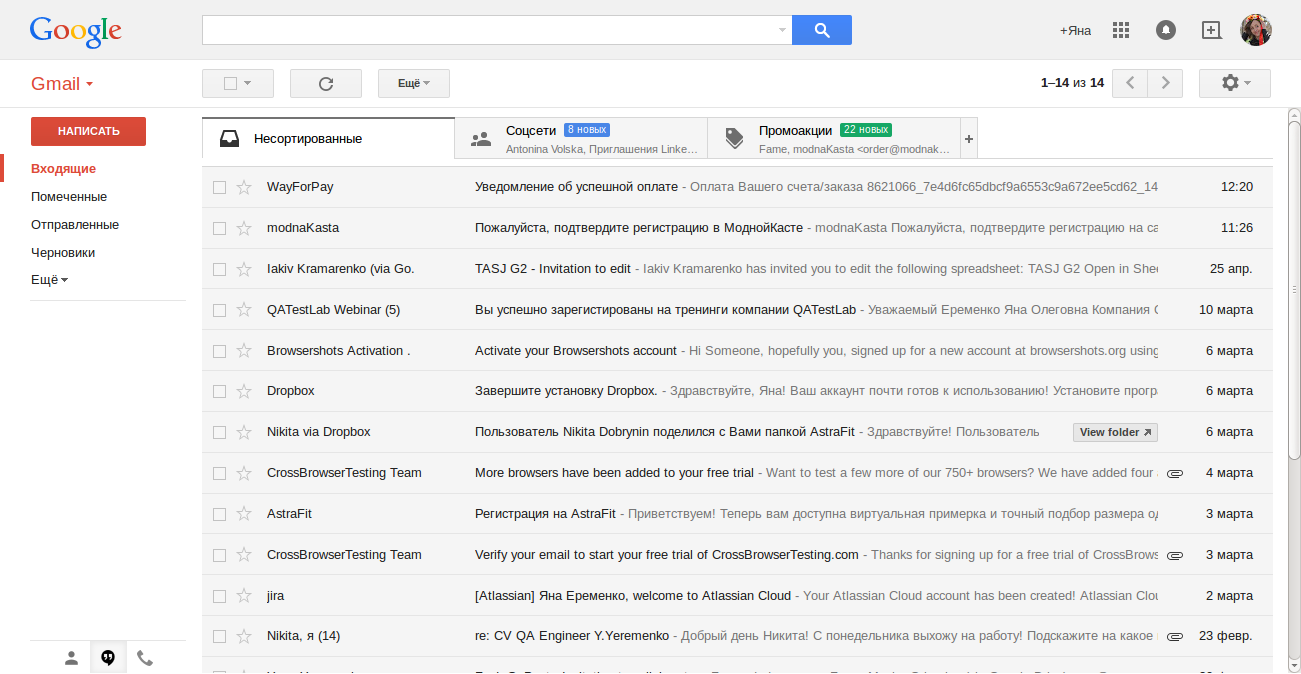 Google
+Яна
Gmail
Ещё
1–14 из 14
НАПИСАТЬ
Входящие
Помеченные
Отправленные
Черновики
Ещё
Несортированные
Соцсети 8 новых
Antonina Volska, Приглашения Linke…
Промоакции 22 новых
Fame, modnaKasta <order@modnak…
+
WayForPay Уведомление об успешной оплате - Оплата Вашего счета/заказа 8621066_7e4d6fc65dbcf9a6553c9a672ee5cd62_14 12:20
modnaKasta Пожалуйста, подтвердите регистрацию в МоднойКасте - modnaKasta Пожалуйста, подтвердите регистрацию на са 11:26
Iakiv Kramarenko (via Go. TASJ G2 - Invitation to edit - Iakiv Kramarenko has invited you to edit the following spreadsheet: TASJ G2 Open in Shee 25 апр.
QATestLab Webinar (5) Вы успешно зарегистированы на тренинги компании QATestLab - Уважаемый Еременко Яна Олеговна Компания 10 марта
Browsershots Activation . Activate your Browsershots account - Hi Someone, hopefully you, signed up for a new account at browsershots.org using 6 марта
Dropbox Завершите установку Dropbox. - Здравствуйте, Яна! Ваш аккаунт почти готов к использованию! Установите прогр 6 марта
Nikita via Dropbox Пользователь Nikita Dobrynin поделился с Вами папкой AstraFit - Здравствуйте! Пользователь View folder 6 марта
CrossBrowserTesting Team More browsers have been added to your free trial - Want to test a few more of our 750+ browsers? We have added four 4 марта
AstraFit Регистрация на AstraFit - Приветствуем! Теперь вам доступна виртуальная примерка и точный подбор размера од 3 марта
CrossBrowserTesting Team Verify your email to start your free trial of CrossBrowserTesting.com - Thanks for signing up for a free trial of CrossBrows 3 марта
jira [Atlassian] Яна Еременко, welcome to Atlassian Cloud - Your Atlassian Cloud account has been created! Atlassian Clou 2 марта
Nikita, я (14) re: CV QA Engineer Y.Yeremenko - Добрый день Никита! С понедельника выхожу на работу! Подскажите на какое 23 февр.